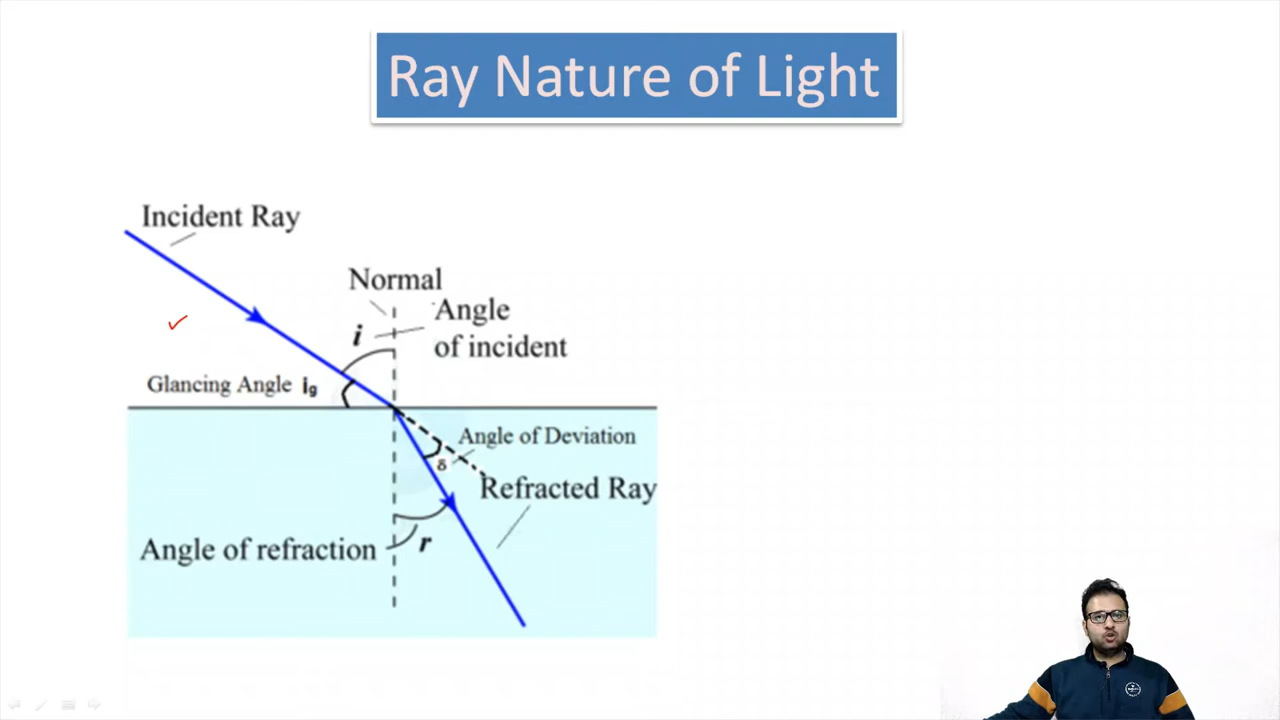 Ray Nature of Light
Incident Ray
Normal
Angle
i
of incident
Glancing Angle ig
Angle of Deviation
δ
Refracted Ray
Angle of refraction
r